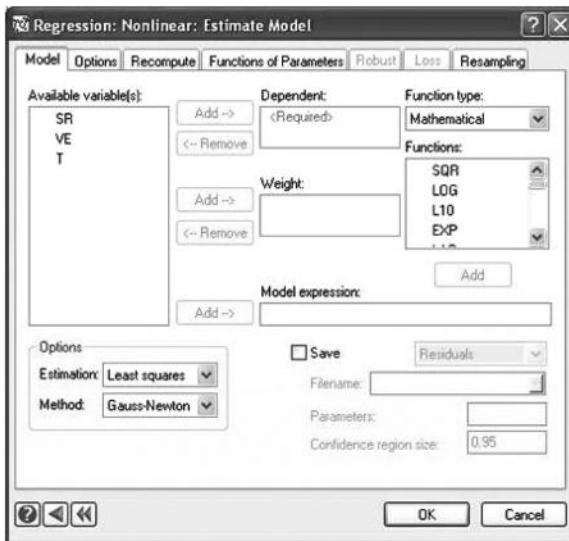 Regression: Nonlinear: Estimate Model
Model Options Recompute Functions of Parameters Robust Loss Resampling
Available variable(s):
SR
VE
T
Add -->
<-- Remove
Dependent:
<Required>
Function type:
Mathematical
Functions:
SQR
LOG
L10
EXP
Add -->
<-- Remove
Weight:
Add
Add -->
Model expression:
Options
Estimation: Least squares
Method: Gauss-Newton
Save
Residuals
Filename:
Parameters:
Confidence region size: 0.95
OK Cancel